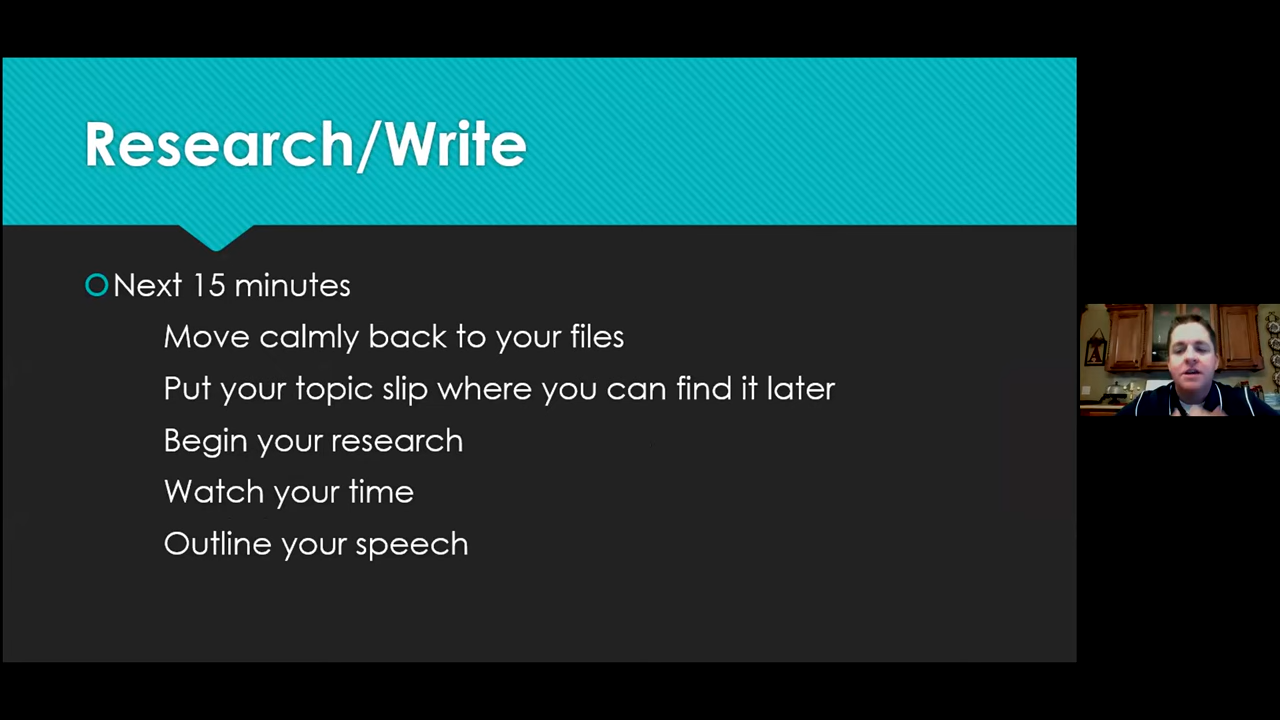 Research/Write
Next 15 minutes
Move calmly back to your files
Put your topic slip where you can find it later
Begin your research
Watch your time
Outline your speech